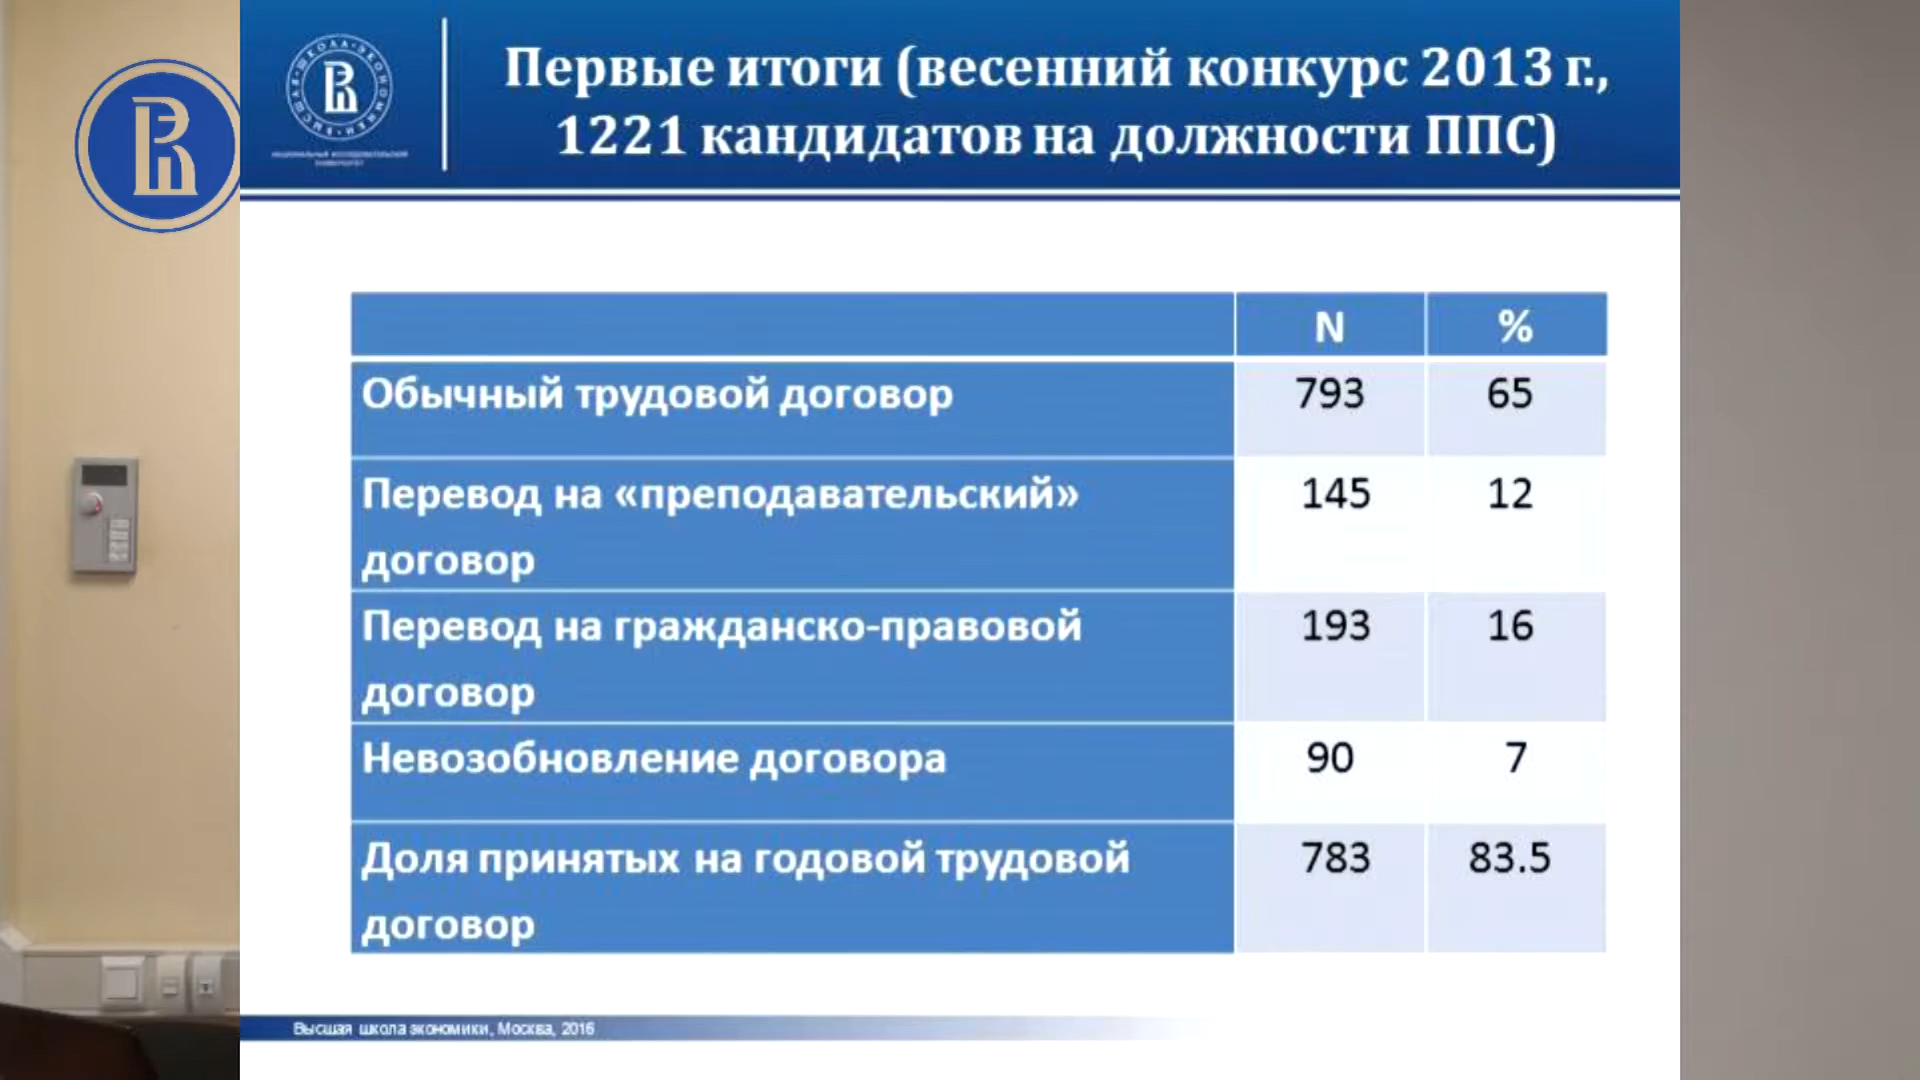 Первые итоги (весенний конкурс 2013 г.,
1221 кандидатов на должности ППС)
N %
Обычный трудовой договор 793 65
Перевод на «преподавательский» 145 12
договор
Перевод на гражданско-правовой 193 16
договор
Невозобновление договора 90 7
Доля принятых на годовой трудовой 783 83.5
договор
Высшая школа экономики, Москва, 2016